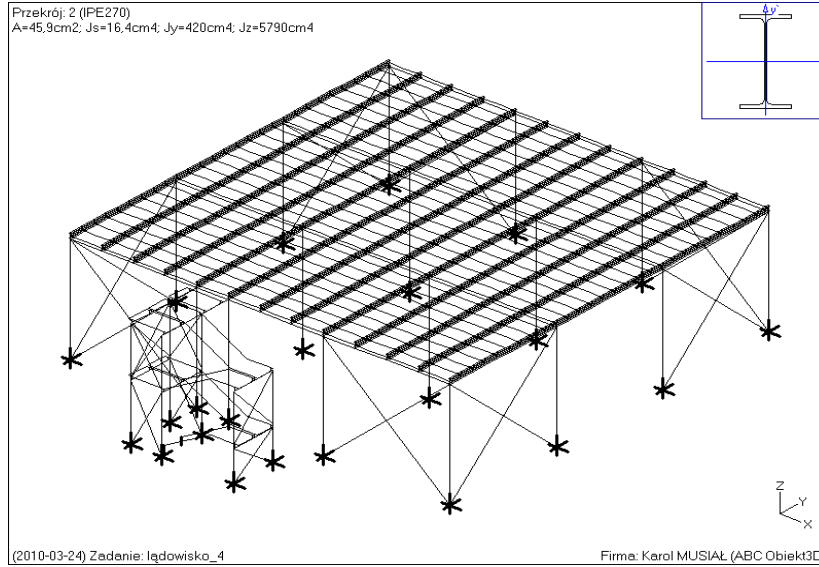 Przekrój: 2 (IPE270)
A=45,9cm2; Js=16,4cm4; Jy=420cm4; Jz=5790cm4
y'
Z
Y
X
(2010-03-24) Zadanie: lądowisko_4
Firma: Karol MUSIAŁ (ABC Obiekt3D